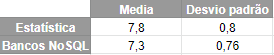 Media Desvio padrão
Estatística 7,8 0,8
Bancos NoSQL 7,3 0,76